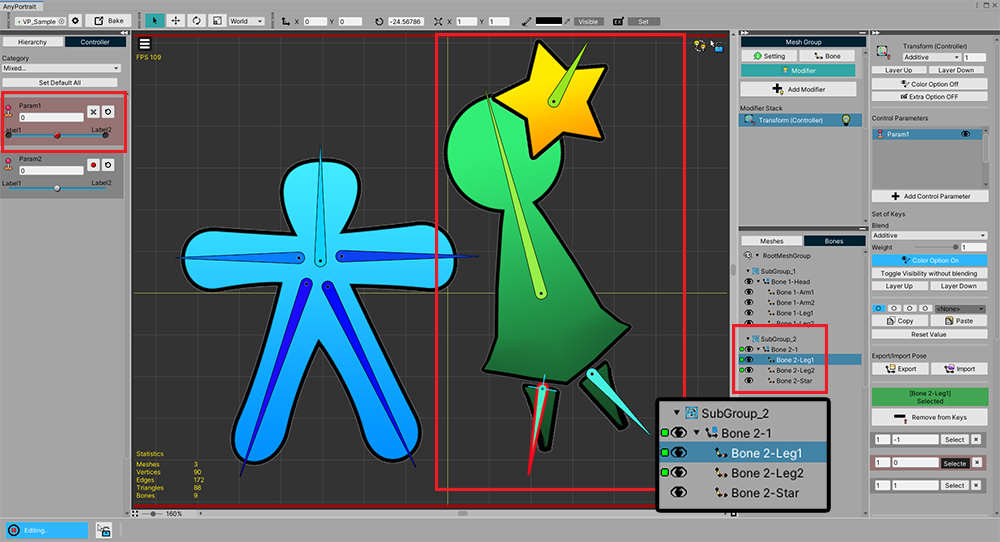 AnyPortrait
VP_Sample
Bake
World
X 0 Y 0
-24.56786
X 1 Y 1
Visible
EX
Set
Hierarchy
Controller
Category
Mixed...
Set Default All
Param1
0
Label1
Label2
Param2
0
Label1
Label2
FPS 109
Statistics
Meshes 3
Vertices 90
Edges 172
Triangles 88
Bones 9
160%
Editing..
Mesh Group
Setting
Bone
Modifier
Add Modifier
Modifier Stack
Transform (Controller)
Meshes
Bones
RootMeshGroup
SubGroup_1
Bone 1-Head
Bone 1-Arm1
Bone 1-Arm2
Bone 1-Leg1
Bone 1-Leg2
SubGroup_2
Bone 2-1
Bone 2-Leg1
Bone 2-Leg2
Bone 2-Star
SubGroup_2
Bone 2-1
Bone 2-Leg1
Bone 2-Leg2
Bone 2-Star
Transform (Controller)
Additive
1
Layer Up
Layer Down
Color Option Off
Extra Option OFF
Control Parameters
Param1
Add Control Parameter
Set of Keys
Blend
Additive
Weight
1
Color Option On
Toggle Visibility without blending
Layer Up
Layer Down
<None>
Copy
Paste
Reset Value
Export/Import Pose
Export
Import
[Bone 2-Leg1]
Selected
Remove from Keys
1 -1 Select
1 0 Selecte
1 1 Select